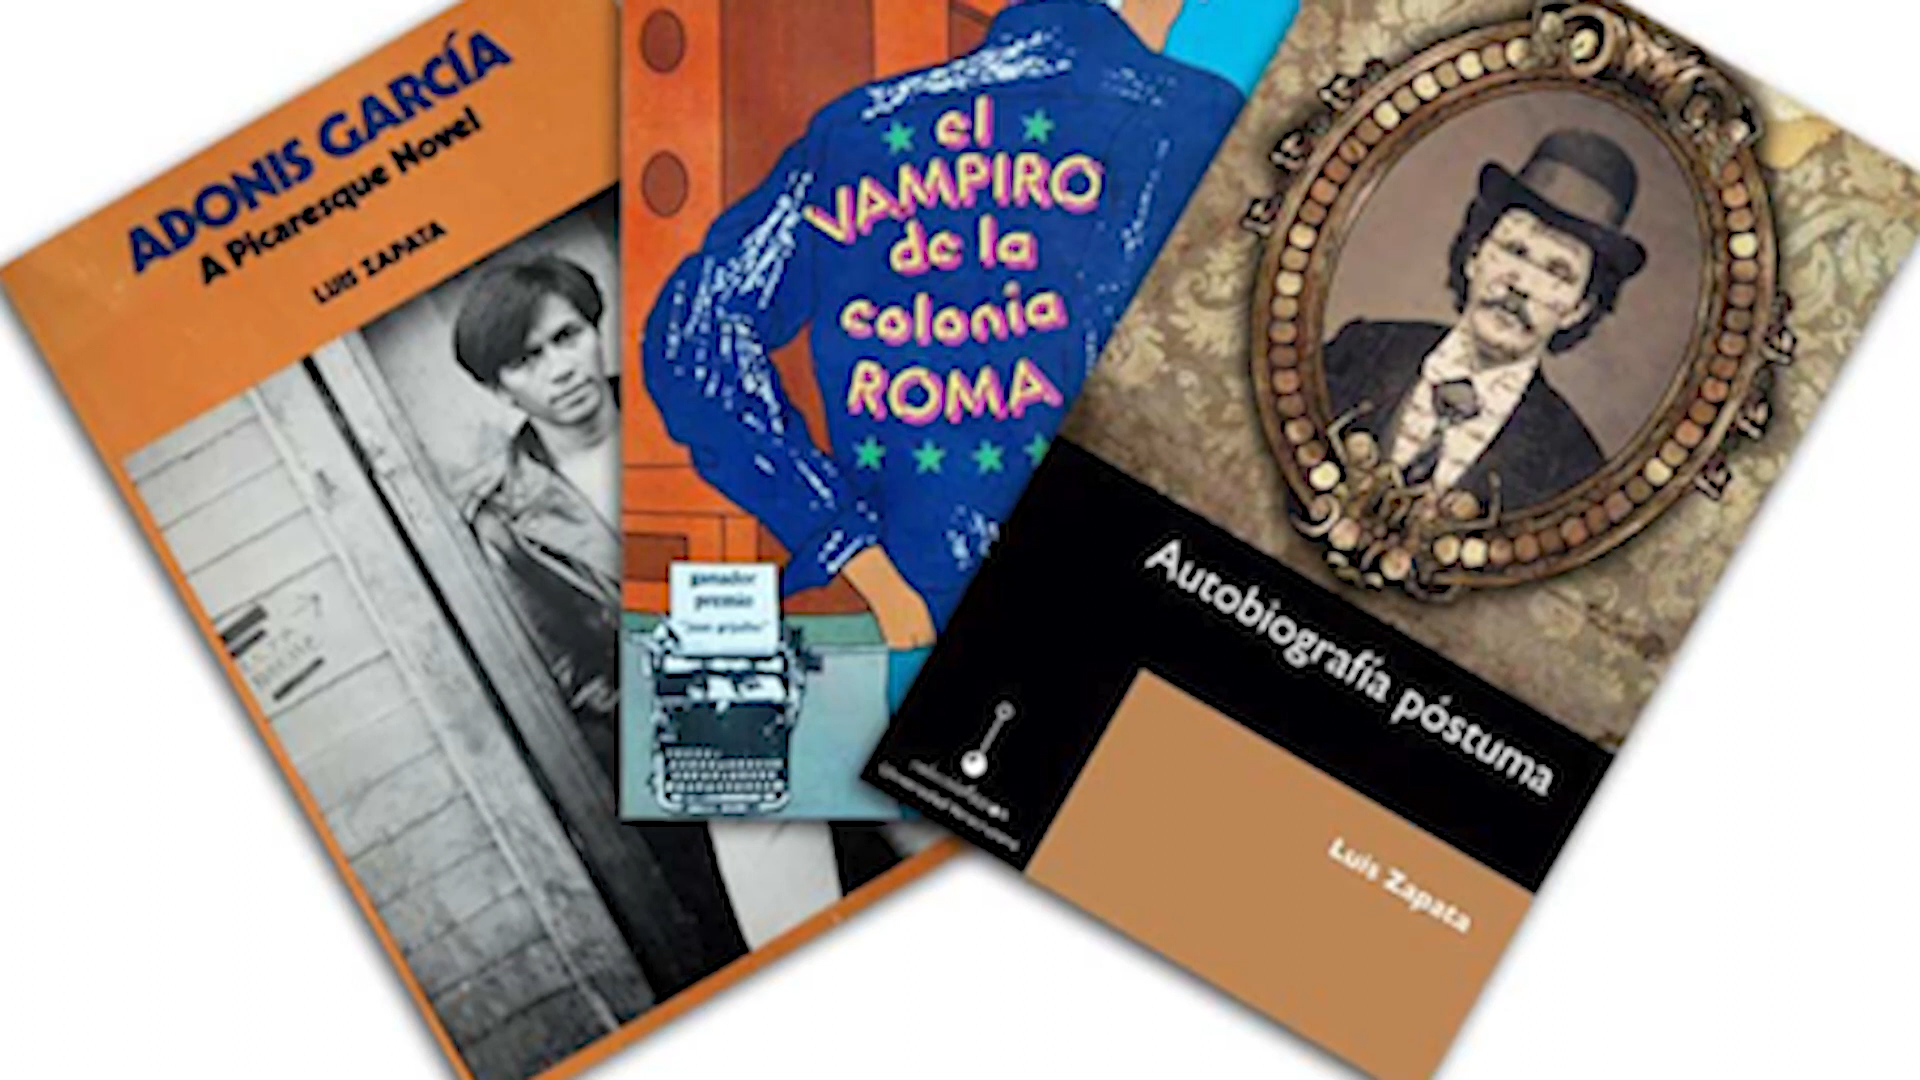 ADONIS GARCÍA
A Picaresque Novel
LUIS ZAPATA
el
VAMPIRO
de la
colonia
ROMA
ganador
premio
Autobiografía póstuma
Luis Zapata